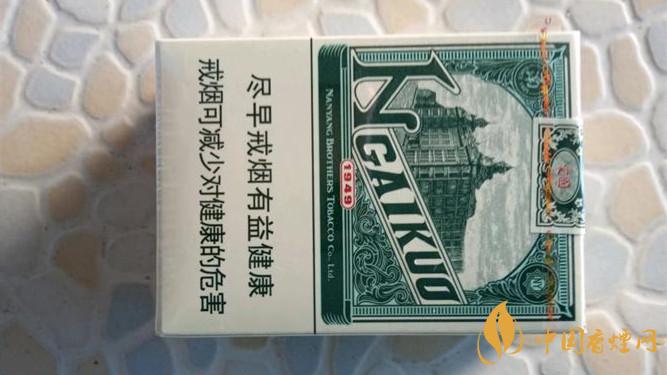 NGAIKUO
1949
NANYANG BROTHERS TOBACCO CO., LTD.
尽早戒烟有益健康
戒烟可减少对健康的危害
中国香烟网